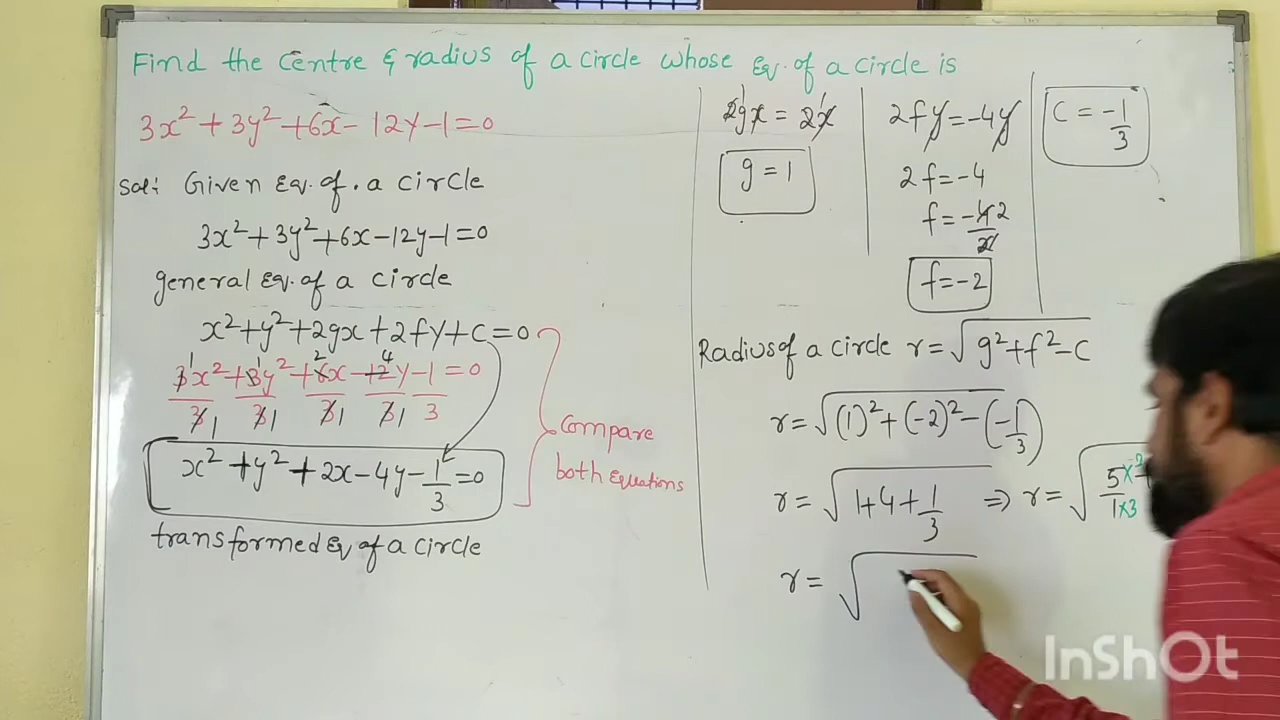 Find the centre & radius of a circle whose Eq. of a circle is
3x² + 3y² + 6x - 12y - 1 = 0
Sol: Given Eq. of. a circle
3x² + 3y² + 6x - 12y - 1 = 0
general Eq. of a circle
x² + y² + 2gx + 2fy + c = 0
3x²/3 + 3y²/3 + 6x/3 - 12y/3 - 1/3 = 0
x² + y² + 2x - 4y - 1/3 = 0
transformed Eq of a circle
Compare
both Equations
2gx = 2x
g = 1
2fy = -4y
2f = -4
f = -4/2
f = -2
C = -1/3
Radius of a circle r = √(g² + f² - c)
r = √((1)² + (-2)² - (-1/3))
r = √(1 + 4 + 1/3) ⇒ r = √(5×3/1×3
r = √
InShOt